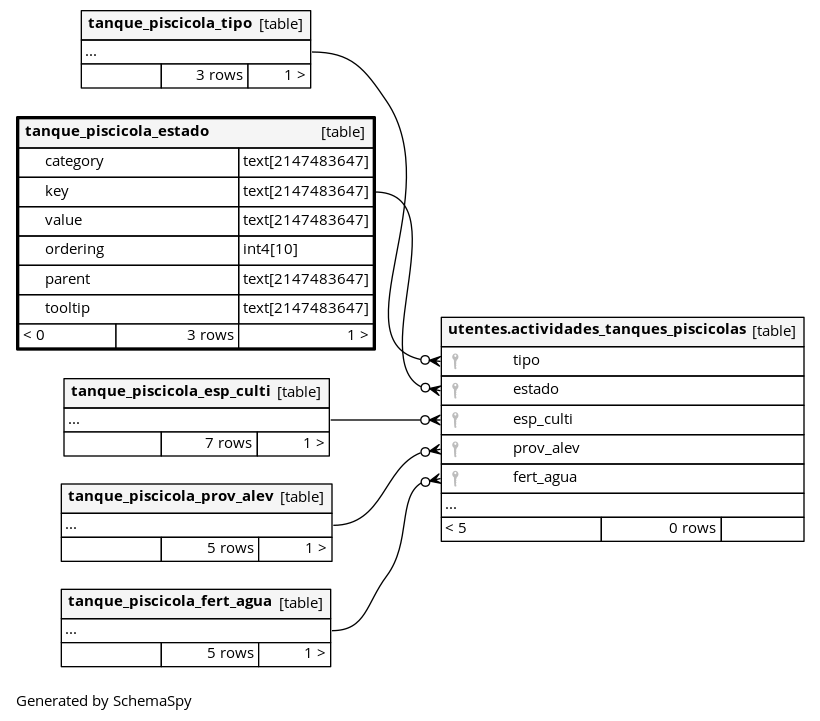 tanque_piscicola_tipo [table]
...
3 rows 1 >
tanque_piscicola_estado [table]
category text[2147483647]
key text[2147483647]
value text[2147483647]
ordering int4[10]
parent text[2147483647]
tooltip text[2147483647]
< 0 3 rows 1 >
tanque_piscicola_esp_culti [table]
...
7 rows 1 >
tanque_piscicola_prov_alev [table]
...
5 rows 1 >
tanque_piscicola_fert_agua [table]
...
5 rows 1 >
utentes.actividades_tanques_piscicolas [table]
tipo
estado
esp_culti
prov_alev
fert_agua
...
< 5 0 rows
Generated by SchemaSpy